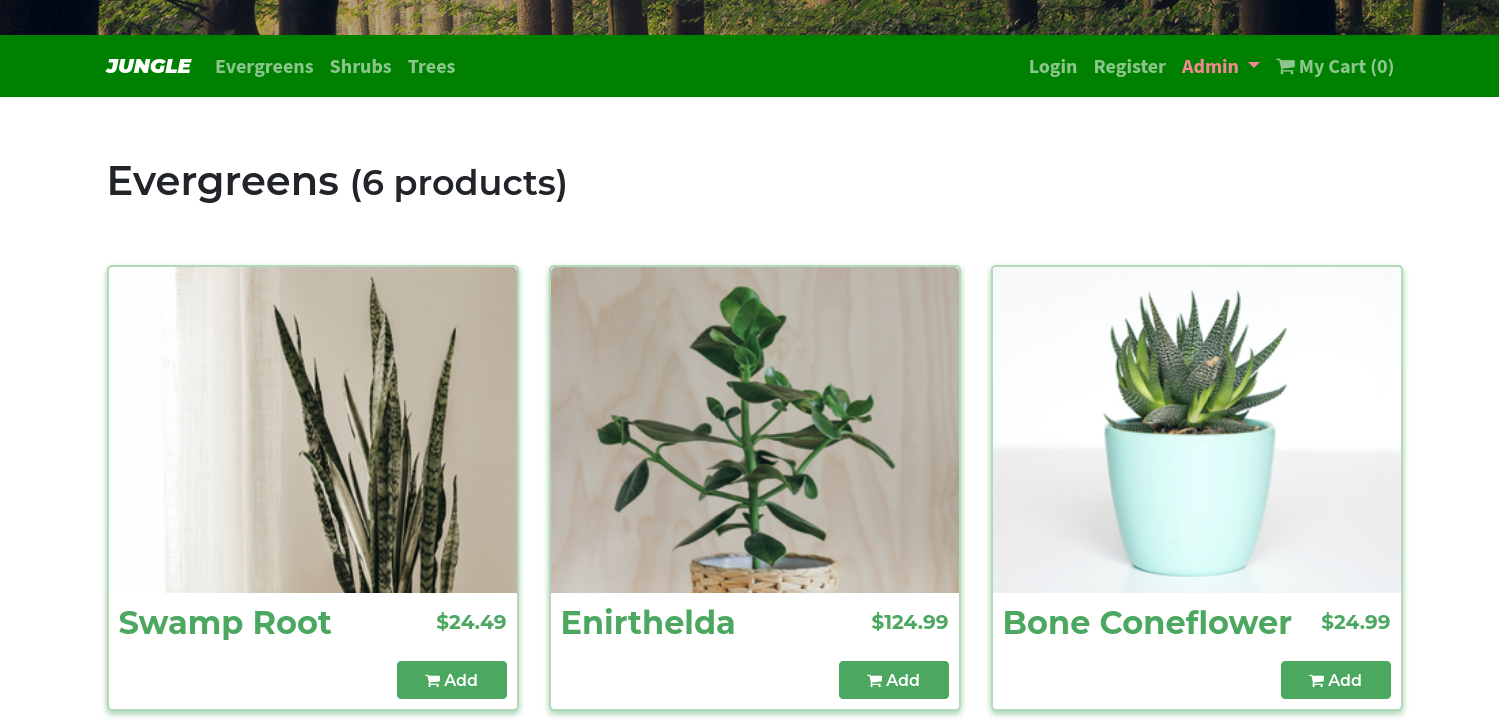 JUNGLE Evergreens Shrubs Trees Login Register Admin My Cart (0)
Evergreens (6 products)
Swamp Root $24.49 Enirthelda $124.99 Bone Coneflower $24.99
Add Add Add